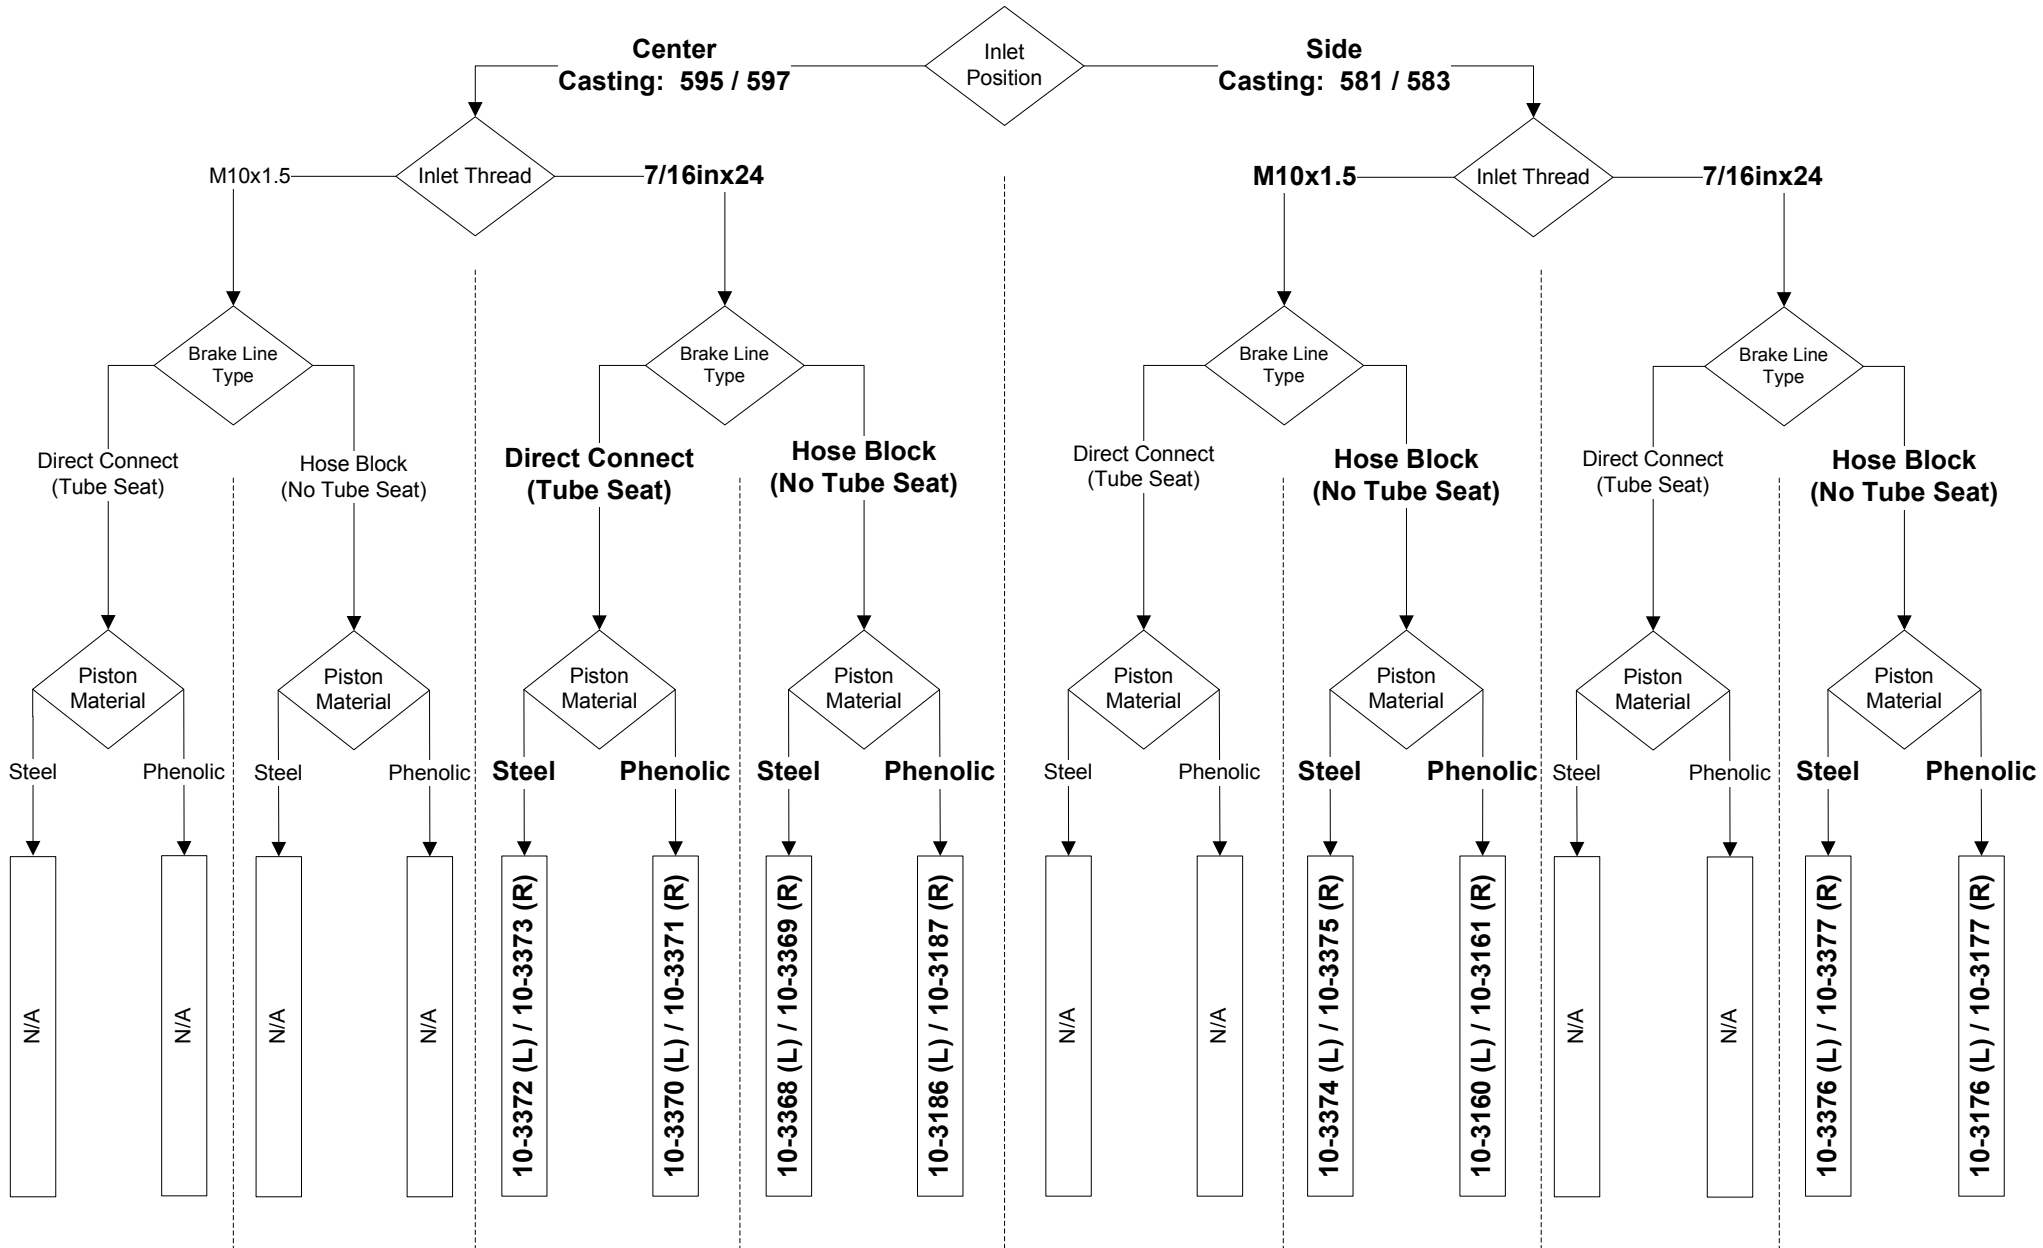 Inlet
Position
Center
Casting:  595 / 597
Side
Casting:  581 / 583
Inlet Thread
M10x1.5
7/16inx24
Inlet Thread
M10x1.5
7/16inx24
Brake Line
Type
Brake Line
Type
Brake Line
Type
Brake Line
Type
Direct Connect
(Tube Seat)
Hose Block
(No Tube Seat)
Direct Connect
(Tube Seat)
Hose Block
(No Tube Seat)
Direct Connect
(Tube Seat)
Hose Block
(No Tube Seat)
Direct Connect
(Tube Seat)
Hose Block
(No Tube Seat)
Piston
Material
Piston
Material
Piston
Material
Piston
Material
Piston
Material
Piston
Material
Piston
Material
Piston
Material
Steel
Phenolic
Steel
Phenolic
Steel
Phenolic
Steel
Phenolic
Steel
Phenolic
Steel
Phenolic
Steel
Phenolic
Steel
Phenolic
N/A
N/A
N/A
N/A
10-3372 (L) / 10-3373 (R)
10-3370 (L) / 10-3371 (R)
10-3368 (L) / 10-3369 (R)
10-3186 (L) / 10-3187 (R)
N/A
N/A
10-3374 (L) / 10-3375 (R)
10-3160 (L) / 10-3161 (R)
N/A
N/A
10-3376 (L) / 10-3377 (R)
10-3176 (L) / 10-3177 (R)